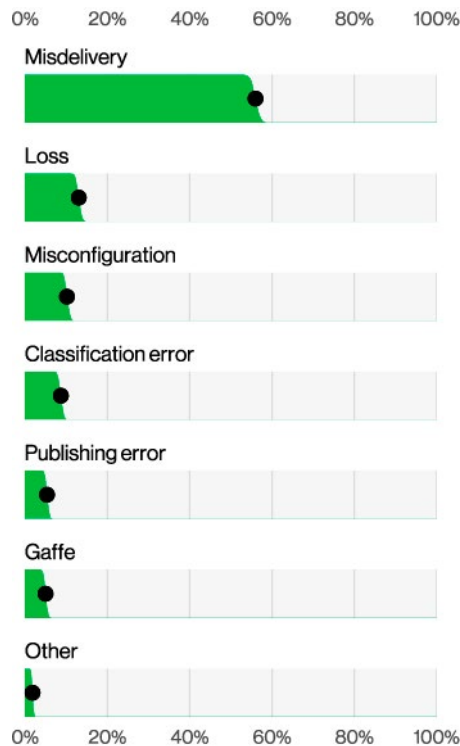 0% 20% 40% 60% 80% 100%
Misdelivery
Loss
Misconfiguration
Classification error
Publishing error
Gaffe
Other
0% 20% 40% 60% 80% 100%